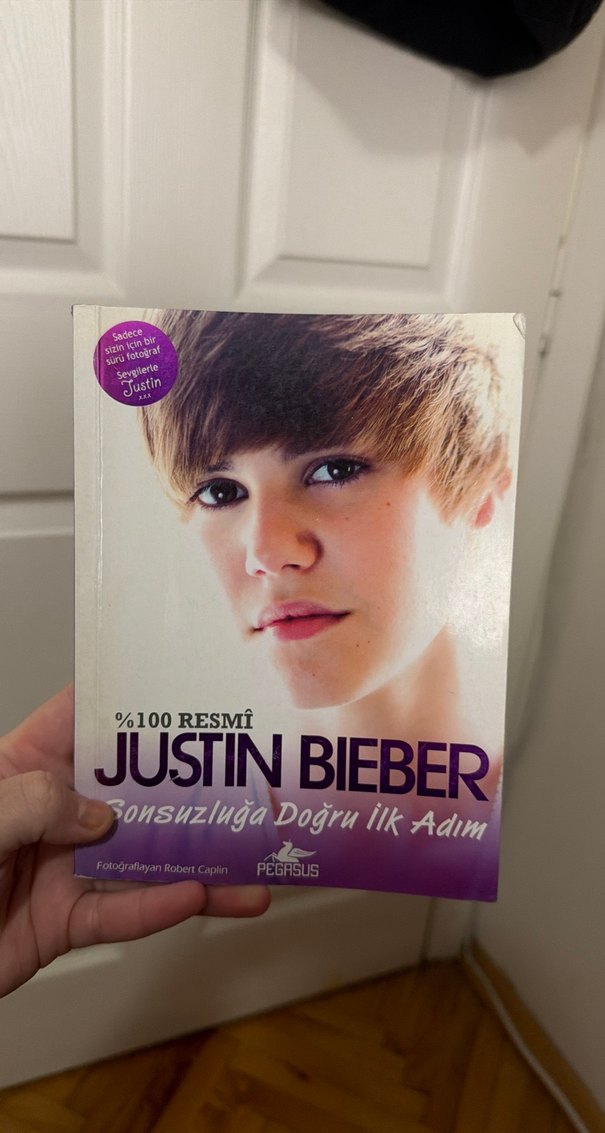 Sadece
sizin için bir
sürü fotoğraf
Sevgilerle
Justin
xxx
%100 RESMÎ
JUSTIN BIEBER
Sonsuzluğa Doğru İlk Adım
Fotoğraflayan Robert Caplin
PEGASUS